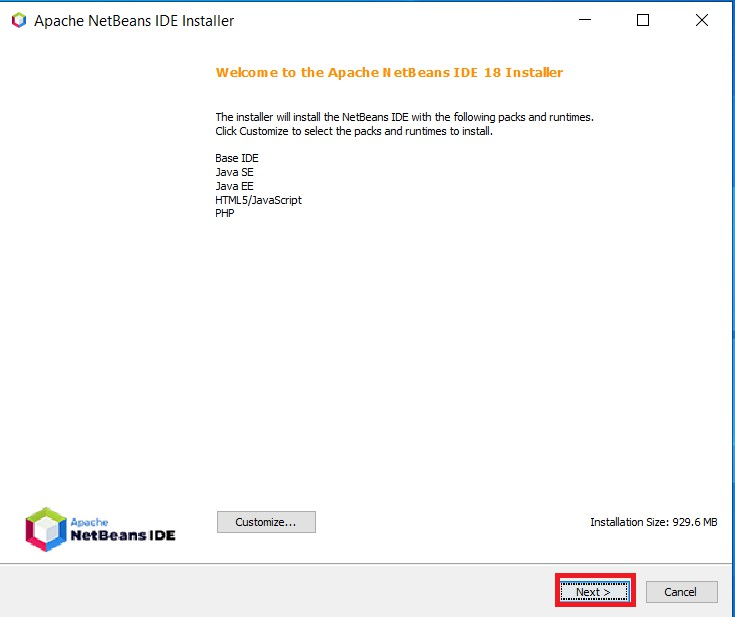 Apache NetBeans IDE Installer
Welcome to the Apache NetBeans IDE 18 Installer
The installer will install the NetBeans IDE with the following packs and runtimes.
Click Customize to select the packs and runtimes to install.
Base IDE
Java SE
Java EE
HTML5/JavaScript
PHP
Apache
NetBeans IDE
Customize...
Installation Size: 929.6 MB
Next >
Cancel